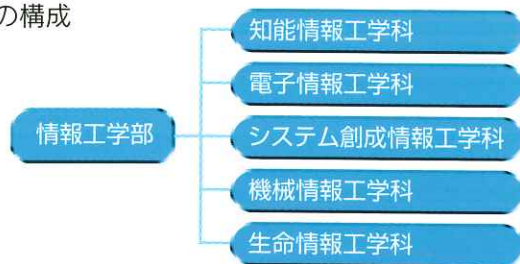 の構成
知能情報工学科
電子情報工学科
情報工学部
システム創成情報工学科
機械情報工学科
生命情報工学科